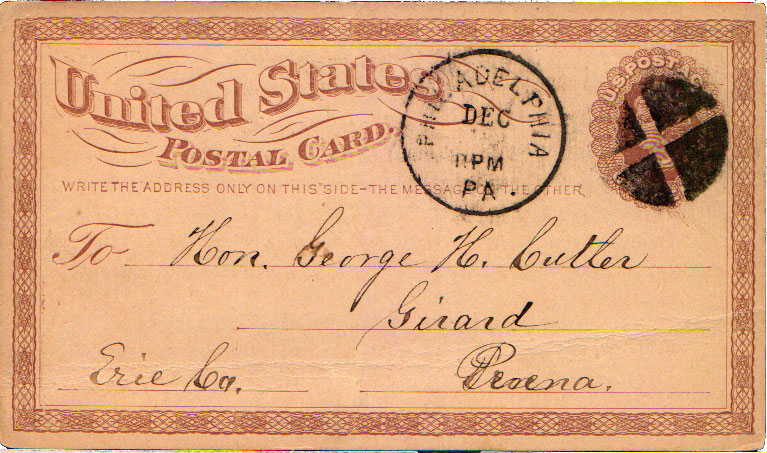 United States
POSTAL CARD.
WRITE THE ADDRESS ONLY ON THIS SIDE-THE MESSAGE ON THE OTHER
U.S. POSTAGE
PHILADELPHIA
DEC
PM
PA.
To Hon. George H. Cutler
Girard
Erie Co. Penna.